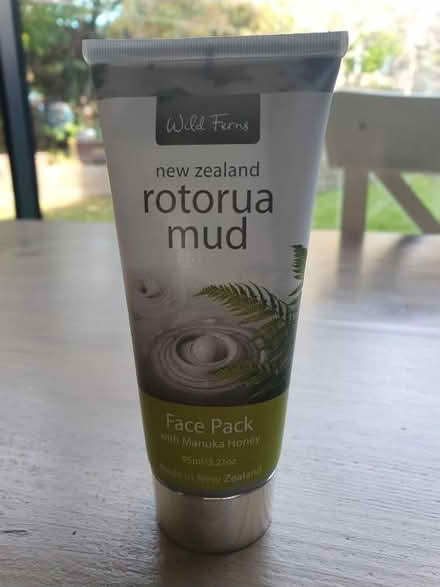 Wild Ferns
new zealand
rotorua
mud
Face Pack
with Manuka Honey
95ml/3.21oz
Made in New Zealand